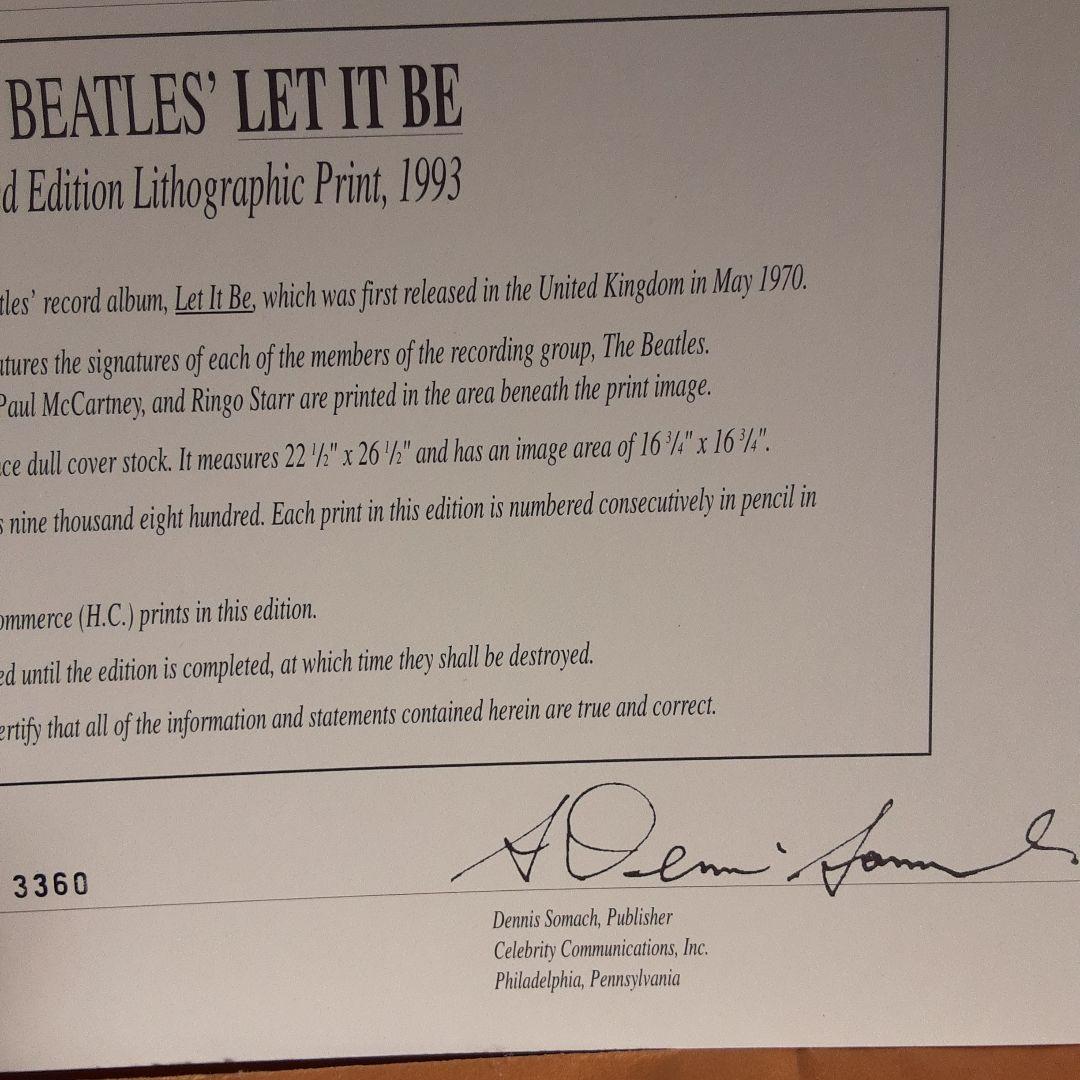 BEATLES' LET IT BE
d Edition Lithographic Print, 1993
tles' record album, Let It Be, which was first released in the United Kingdom in May 1970.
tures the signatures of each of the members of the recording group, The Beatles.
Paul McCartney, and Ringo Starr are printed in the area beneath the print image.
ce dull cover stock. It measures 22 1/2" x 26 1/2" and has an image area of 16 3/4" x 16 3/4".
s nine thousand eight hundred. Each print in this edition is numbered consecutively in pencil in
ommerce (H.C.) prints in this edition.
ed until the edition is completed, at which time they shall be destroyed.
ertify that all of the information and statements contained herein are true and correct.
3360
Dennis Somach, Publisher
Celebrity Communications, Inc.
Philadelphia, Pennsylvania